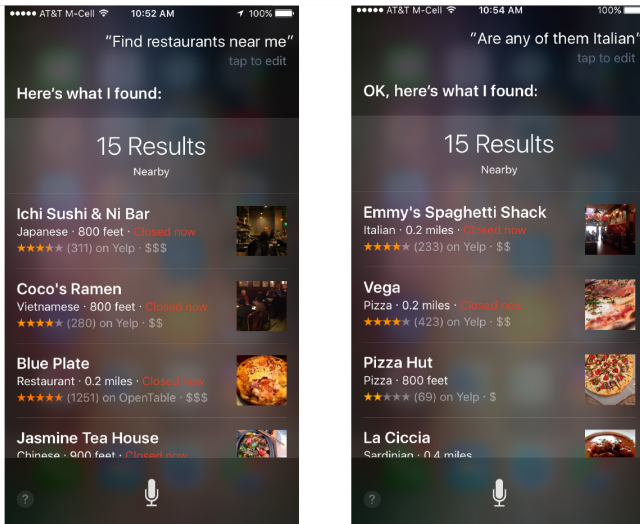 ●●●●● AT&T M-Cell 10:52 AM 100%
"Find restaurants near me"
tap to edit
Here's what I found:
15 Results
Nearby
Ichi Sushi & Ni Bar
Japanese · 800 feet · Closed now
★★★★★ (311) on Yelp · $$$
Coco's Ramen
Vietnamese · 800 feet · Closed now
★★★★★ (280) on Yelp · $$
Blue Plate
Restaurant · 0.2 miles · Closed now
★★★★★ (1251) on OpenTable · $$$
Jasmine Tea House
Chinese · 900 feet · Closed now
?
●●●●● AT&T M-Cell 10:54 AM 100%
"Are any of them Italian"
tap to edit
OK, here's what I found:
15 Results
Nearby
Emmy's Spaghetti Shack
Italian · 0.2 miles · Closed now
★★★★★ (233) on Yelp · $$
Vega
Pizza · 0.2 miles · Closed now
★★★★★ (423) on Yelp · $$
Pizza Hut
Pizza · 800 feet
★★★★★ (69) on Yelp · $
La Ciccia
Sardinian · 0.4 miles
?